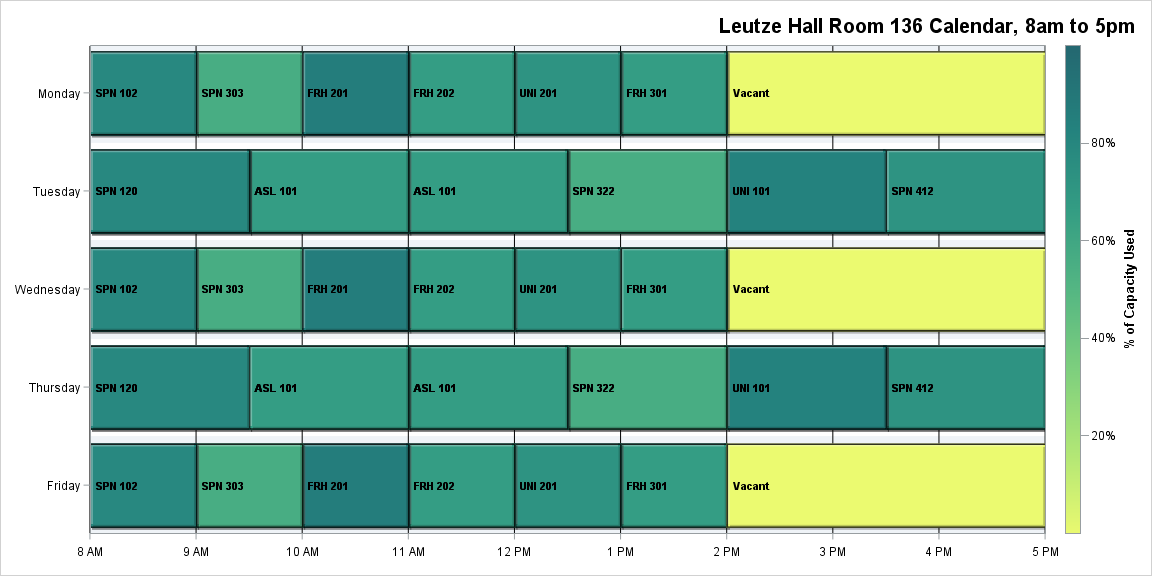 Leutze Hall Room 136 Calendar, 8am to 5pm
Monday
SPN 102
SPN 303
FRH 201
FRH 202
UNI 201
FRH 301
Vacant
Tuesday
SPN 120
ASL 101
ASL 101
SPN 322
UNI 101
SPN 412
Wednesday
SPN 102
SPN 303
FRH 201
FRH 202
UNI 201
FRH 301
Vacant
Thursday
SPN 120
ASL 101
ASL 101
SPN 322
UNI 101
SPN 412
Friday
SPN 102
SPN 303
FRH 201
FRH 202
UNI 201
FRH 301
Vacant
8 AM
9 AM
10 AM
11 AM
12 PM
1 PM
2 PM
3 PM
4 PM
5 PM
80%
60%
40%
20%
% of Capacity Used